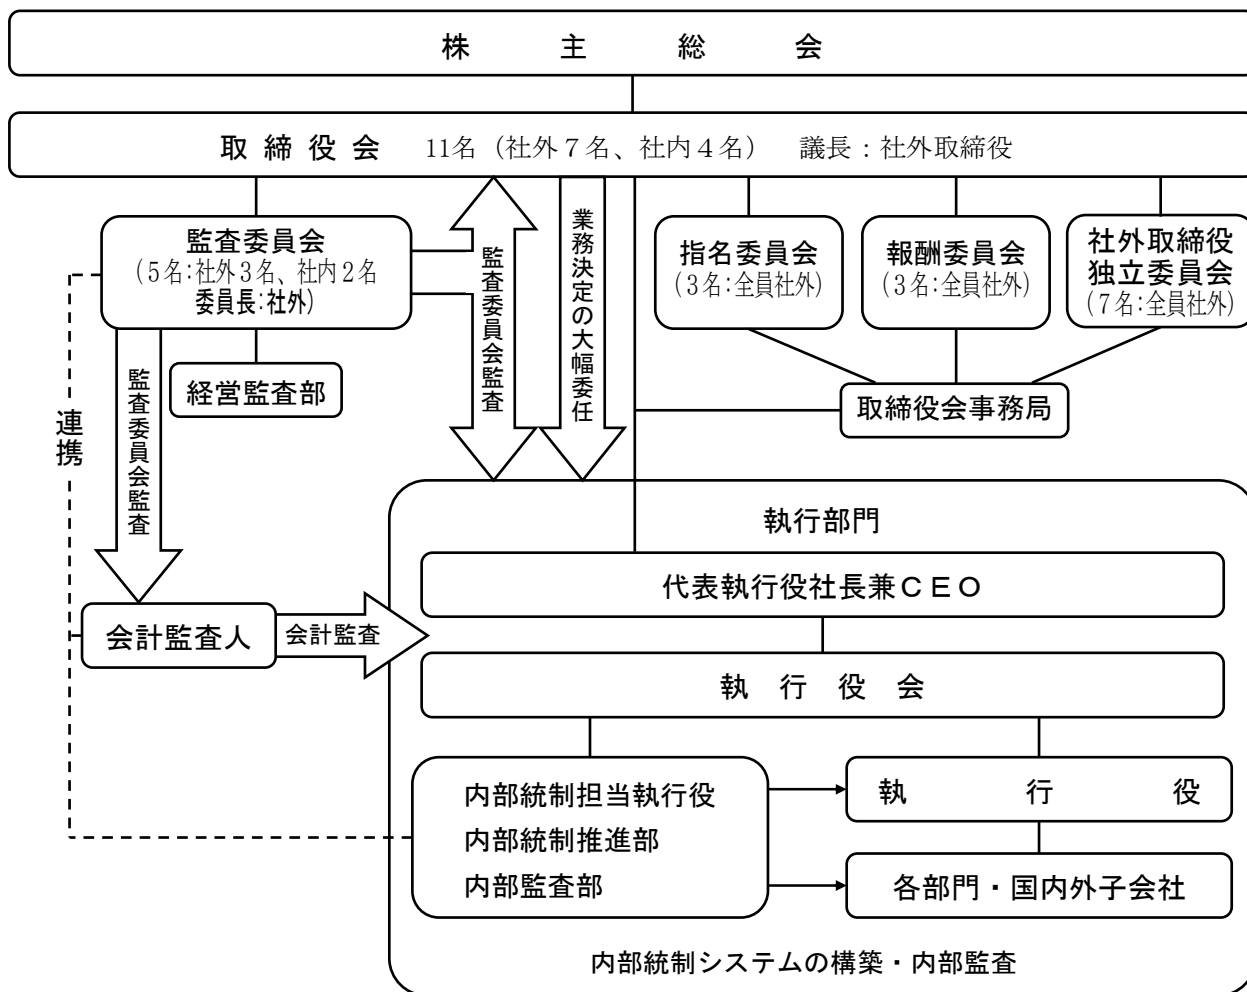 株主総会
取締役会 11名（社外７名、社内４名） 議長：社外取締役
監査委員会
(５名:社外３名、社内２名
委員長:社外)
経営監査部
監査委員会監査
業務決定の大幅委任
指名委員会
(３名:全員社外)
報酬委員会
(３名:全員社外)
社外取締役
独立委員会
(７名:全員社外)
取締役会事務局
連携
監査委員会監査
会計監査人
会計監査
執行部門
代表執行役社長兼ＣＥＯ
執行役会
内部統制担当執行役
内部統制推進部
内部監査部
執行役
各部門・国内外子会社
内部統制システムの構築・内部監査